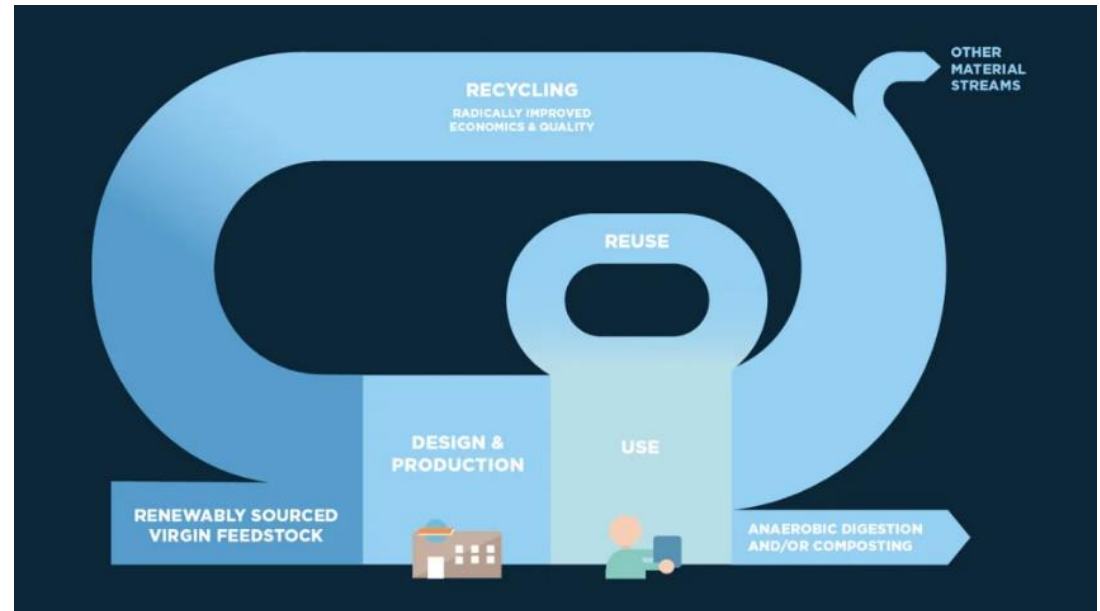 OTHER
MATERIAL
STREAMS
RECYCLING
RADICALLY IMPROVED
ECONOMICS & QUALITY
REUSE
DESIGN &
PRODUCTION
USE
RENEWABLY SOURCED
VIRGIN FEEDSTOCK
ANAEROBIC DIGESTION
AND/OR COMPOSTING